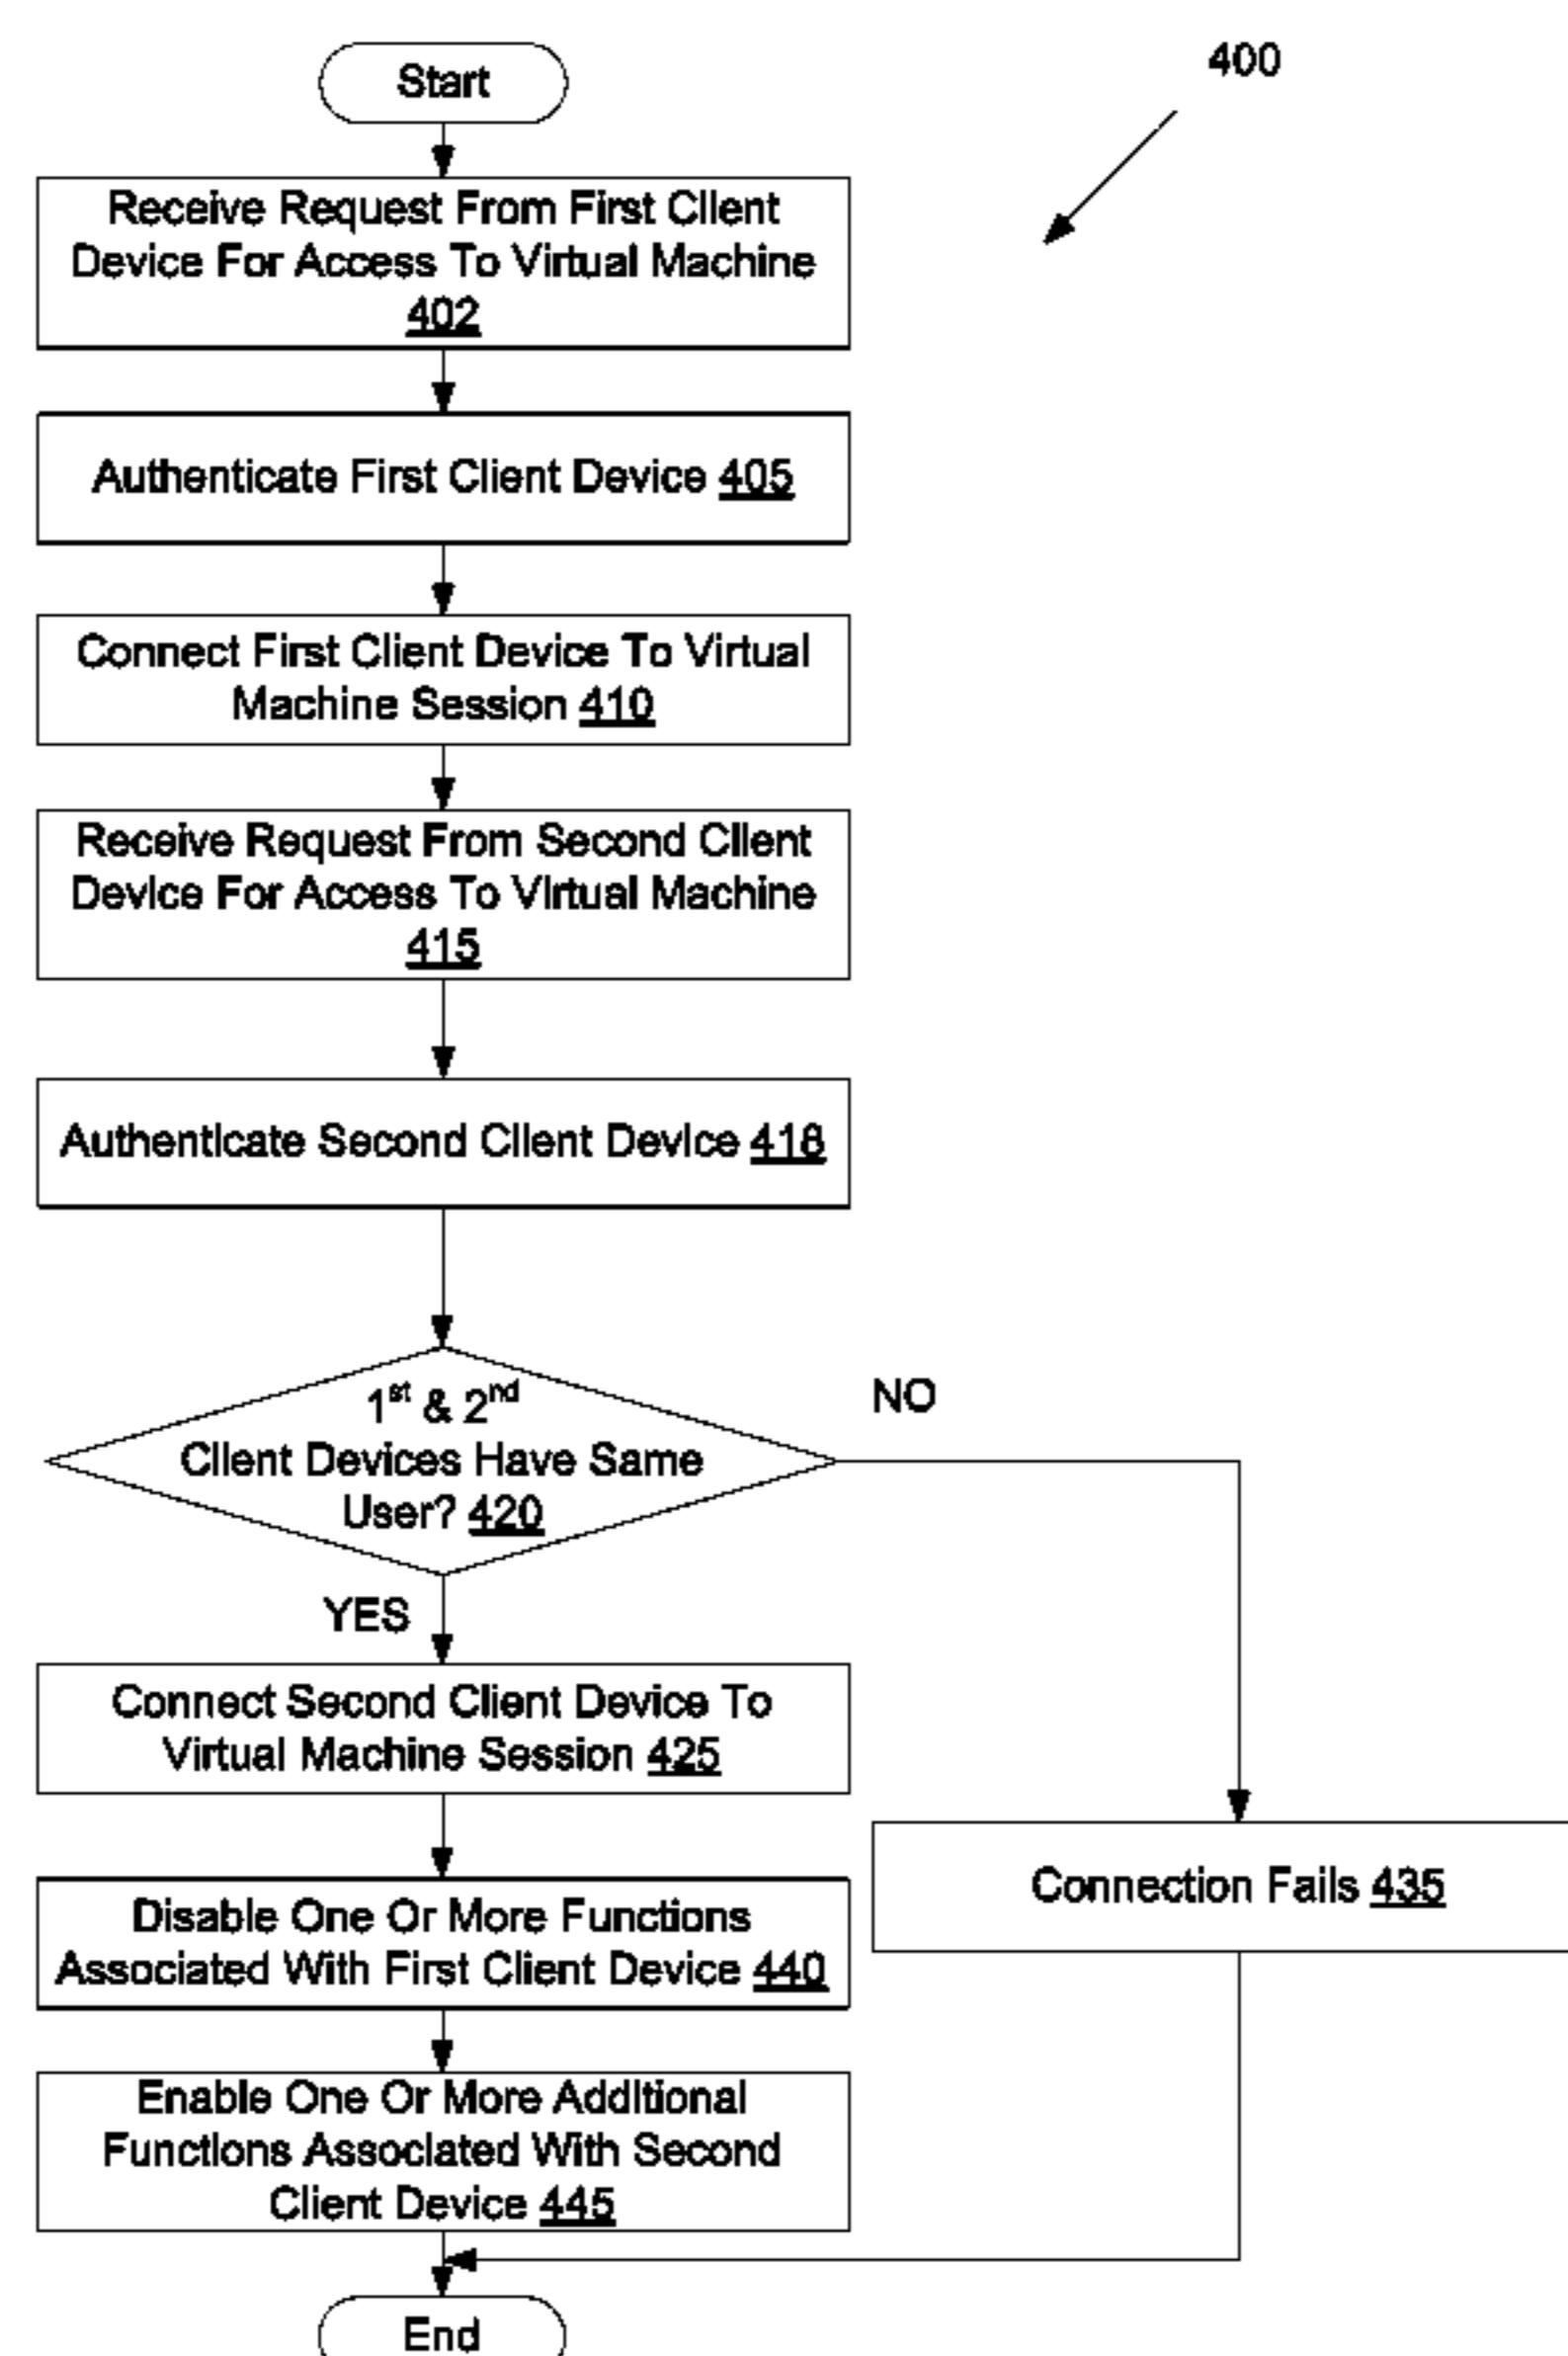 Start
400
Receive Request From First Client
Device For Access To Virtual Machine
402
Authenticate First Client Device 405
Connect First Client Device To Virtual
Machine Session 410
Receive Request From Second Client
Device For Access To Virtual Machine
415
Authenticate Second Client Device 418
1st & 2nd
Client Devices Have Same
User? 420
NO
YES
Connect Second Client Device To
Virtual Machine Session 425
Connection Fails 435
Disable One Or More Functions
Associated With First Client Device 440
Enable One Or More Additional
Functions Associated With Second
Client Device 445
End